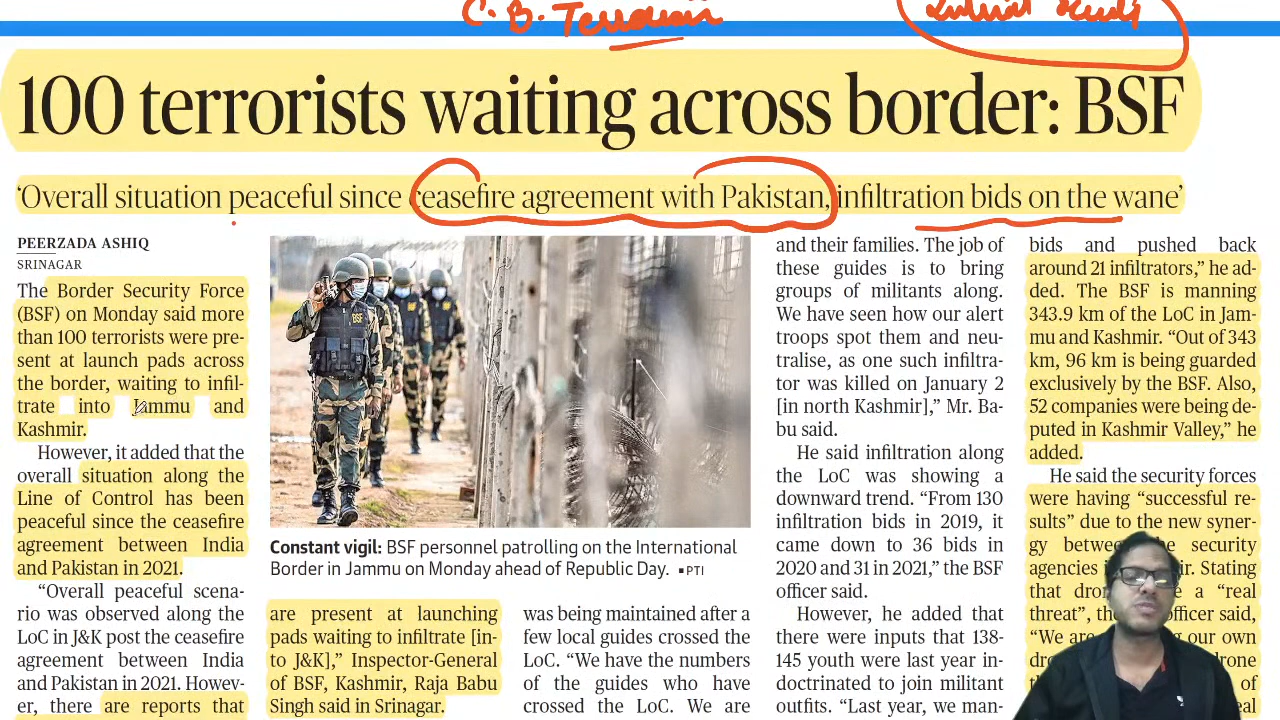 C. B. Terrorism
100 terrorists waiting across border: BSF
‘Overall situation peaceful since ceasefire agreement with Pakistan, infiltration bids on the wane’
PEERZADA ASHIQ
SRINAGAR
The Border Security Force
(BSF) on Monday said more
than 100 terrorists were pre-
sent at launch pads across
the border, waiting to infil-
trate into Jammu and
Kashmir.
However, it added that the
overall situation along the
Line of Control has been
peaceful since the ceasefire
agreement between India
and Pakistan in 2021.
“Overall peaceful scena-
rio was observed along the
LoC in J&K post the ceasefire
agreement between India
and Pakistan in 2021. Howev-
er, there are reports that
BSF
Constant vigil: BSF personnel patrolling on the International
Border in Jammu on Monday ahead of Republic Day. ▪PTI
are present at launching
pads waiting to infiltrate [in-
to J&K],” Inspector-General
of BSF, Kashmir, Raja Babu
Singh said in Srinagar.
was being maintained after a
few local guides crossed the
LoC. “We have the numbers
of the guides who have
crossed the LoC. We are
and their families. The job of
these guides is to bring
groups of militants along.
We have seen how our alert
troops spot them and neu-
tralise, as one such infiltra-
tor was killed on January 2
[in north Kashmir],” Mr. Ba-
bu said.
He said infiltration along
the LoC was showing a
downward trend. “From 130
infiltration bids in 2019, it
came down to 36 bids in
2020 and 31 in 2021,” the BSF
officer said.
However, he added that
there were inputs that 138-
145 youth were last year in-
doctrinated to join militant
outfits. “Last year, we man-
bids and pushed back
around 21 infiltrators,” he ad-
ded. The BSF is manning
343.9 km of the LoC in Jam-
mu and Kashmir. “Out of 343
km, 96 km is being guarded
exclusively by the BSF. Also,
52 companies were being de-
puted in Kashmir Valley,” he
added.
He said the security forces
were having “successful re-
sults” due to the new syner-
gy the security
agencies Stating
that a “real
threat”, officer said,
“We are our own
drone
of